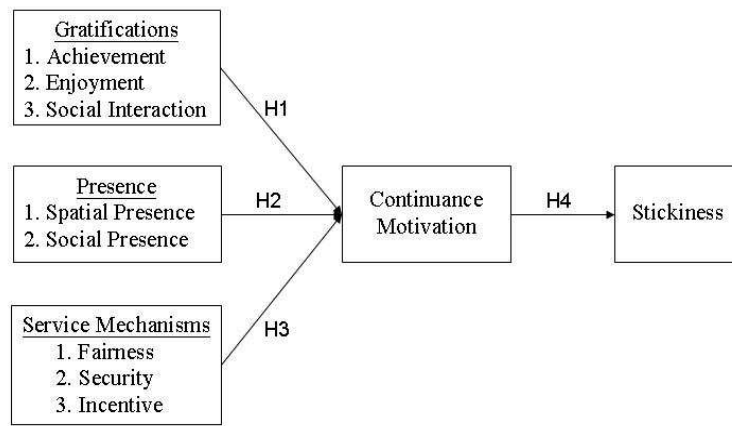 Gratifications
1. Achievement
2. Enjoyment
3. Social Interaction
H1
Presence
1. Spatial Presence
2. Social Presence
H2
Continuance
Motivation
H4
Stickiness
Service Mechanisms
1. Fairness
2. Security
3. Incentive
H3